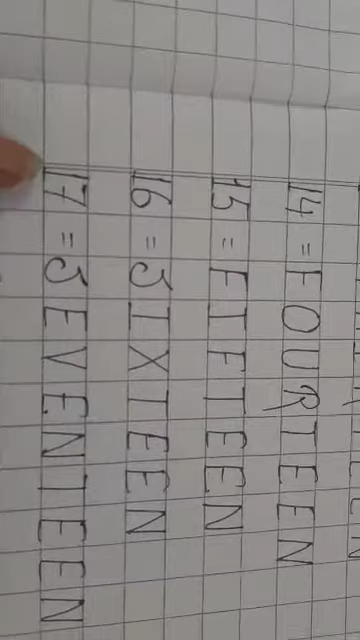 14 = FOURTEEN
15 = FIFTEEN
16 = SIXTEEN
17 = SEVENTEEN